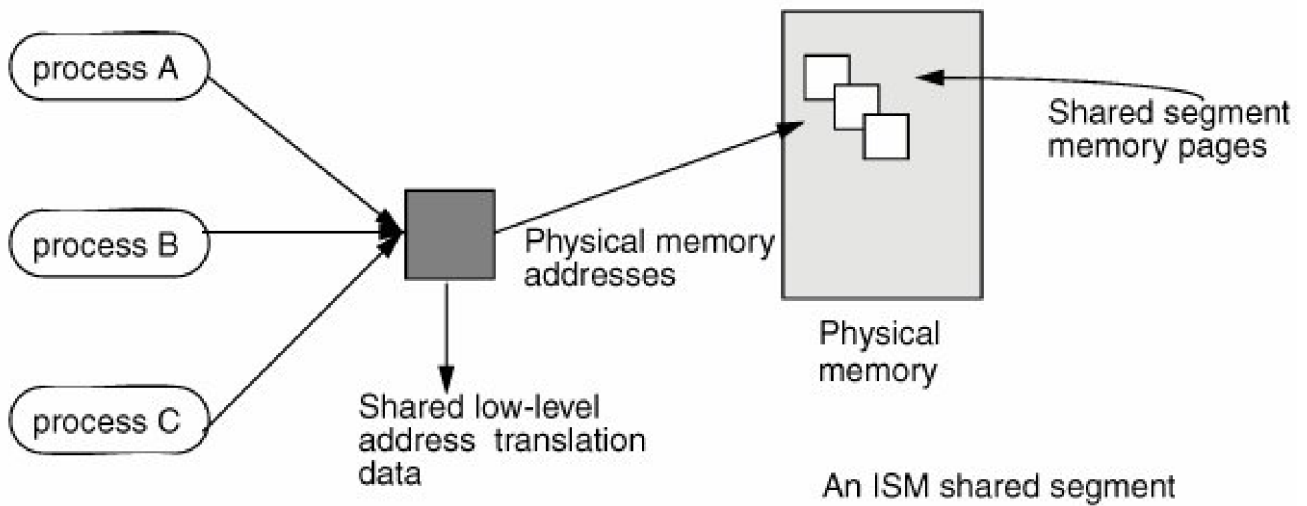 process A
process B
process C
Shared low-level
address translation
data
Physical memory
addresses
Shared segment
memory pages
Physical
memory
An ISM shared segment